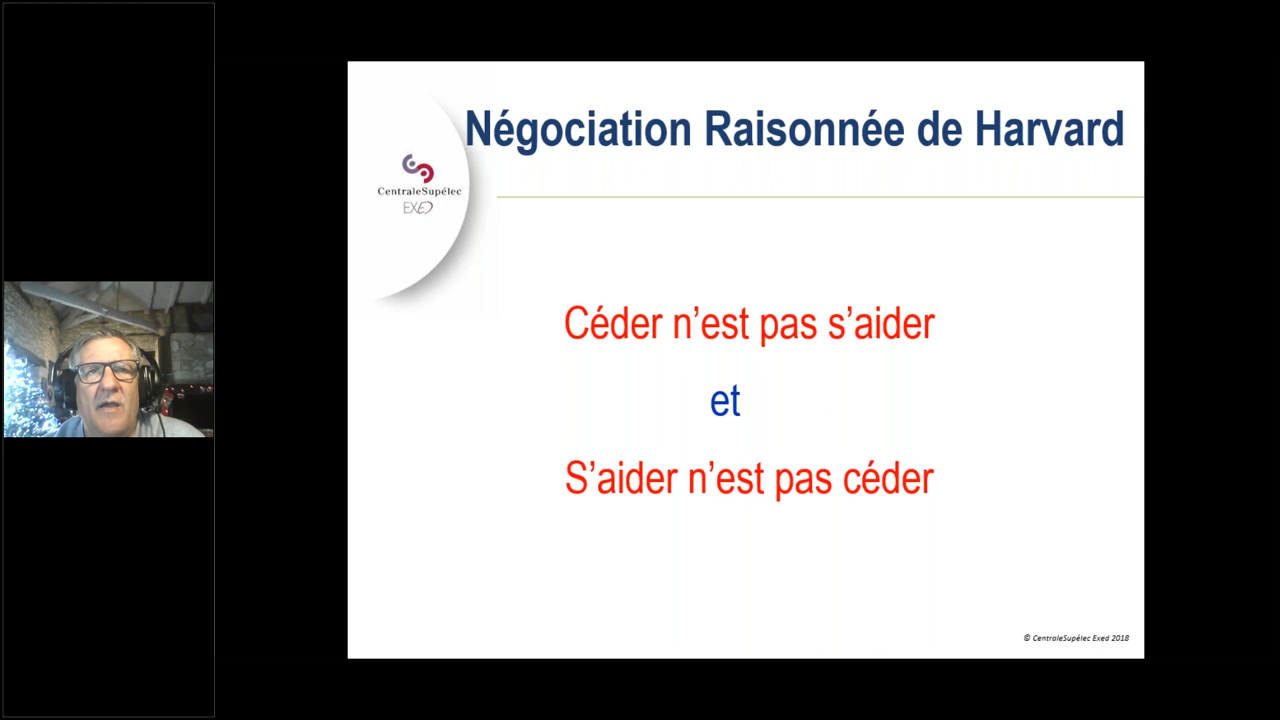 Négociation Raisonnée de Harvard
CentraleSupélec
EXED
Céder n’est pas s’aider
et
S’aider n’est pas céder
© CentraleSupélec Exed 2018